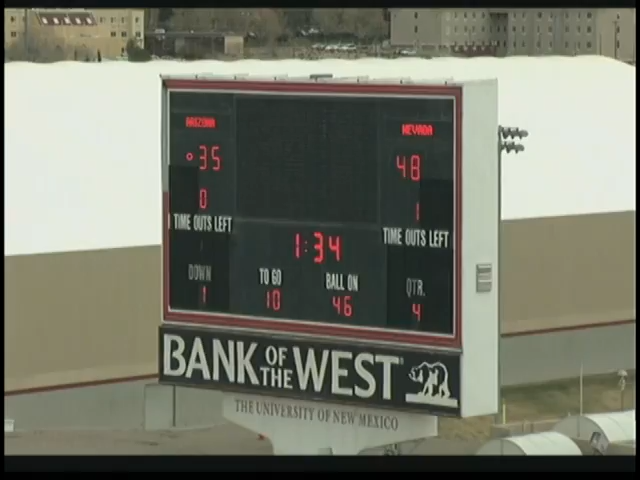 ARIZONA NEVADA
35 48
0 1
TIME OUTS LEFT TIME OUTS LEFT
1:34
DOWN TO GO BALL ON QTR.
1 10 46 4
BANK OF THE WEST
THE UNIVERSITY OF NEW MEXICO